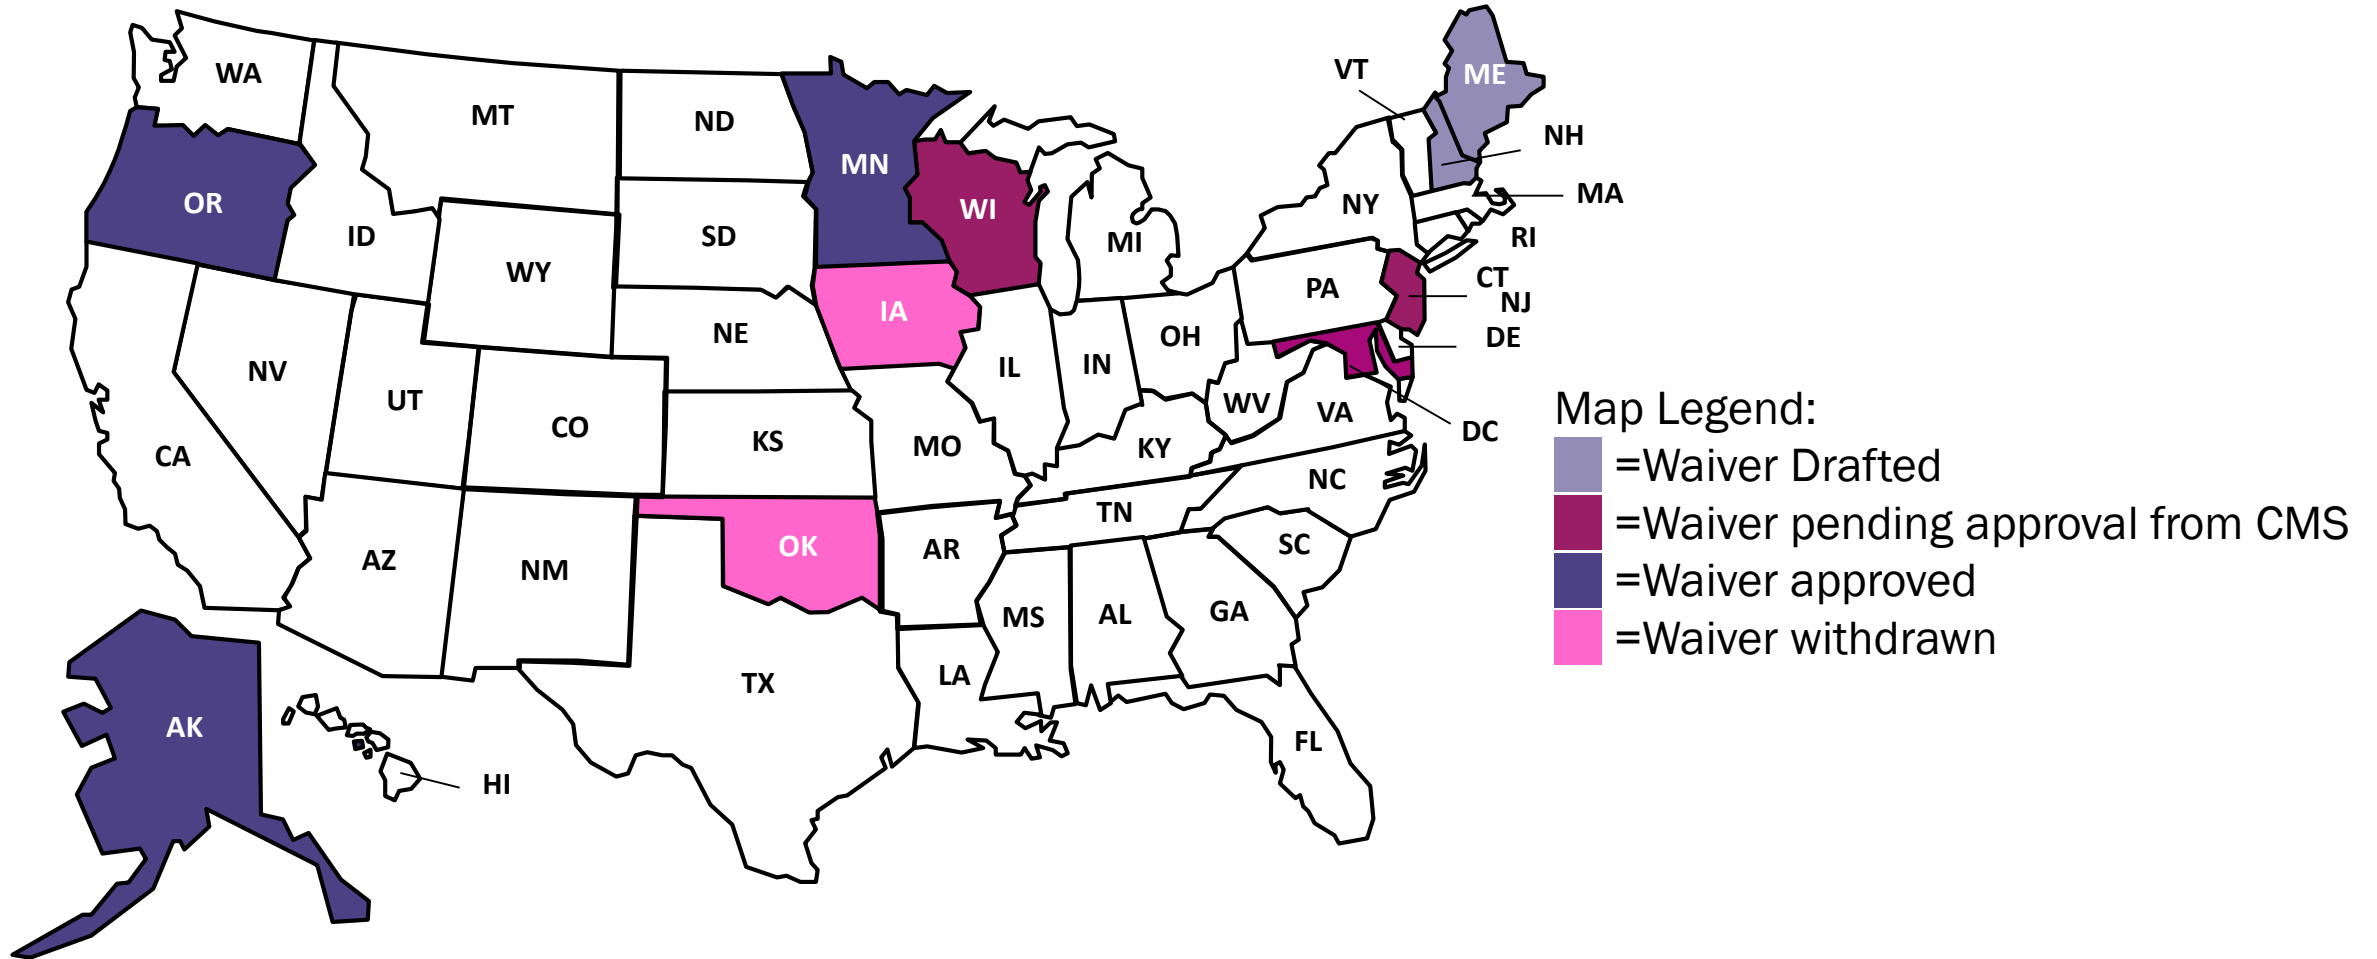 WA
MT
ND
MN
VT
ME
NH
OR
ID
WY
SD
WI
MI
NY
MA
RI
CT
NJ
PA
DE
IA
NE
NV
UT
CO
KS
MO
IL
IN
OH
WV
VA
KY
DC
CA
AZ
NM
OK
AR
TN
NC
SC
MS
AL
GA
TX
LA
FL
AK
HI
Map Legend:
=Waiver Drafted
=Waiver pending approval from CMS
=Waiver approved
=Waiver withdrawn